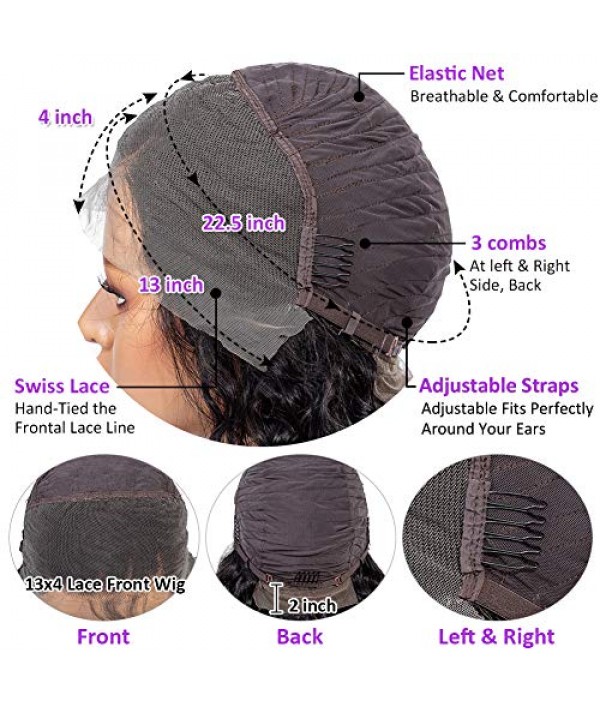 Elastic Net
Breathable & Comfortable
4 inch
22.5 inch
3 combs
At left & Right
Side, Back
13 inch
Swiss Lace
Hand-Tied the
Frontal Lace Line
Adjustable Straps
Adjustable Fits Perfectly
Around Your Ears
13x4 Lace Front Wig
2 inch
Front
Back
Left & Right